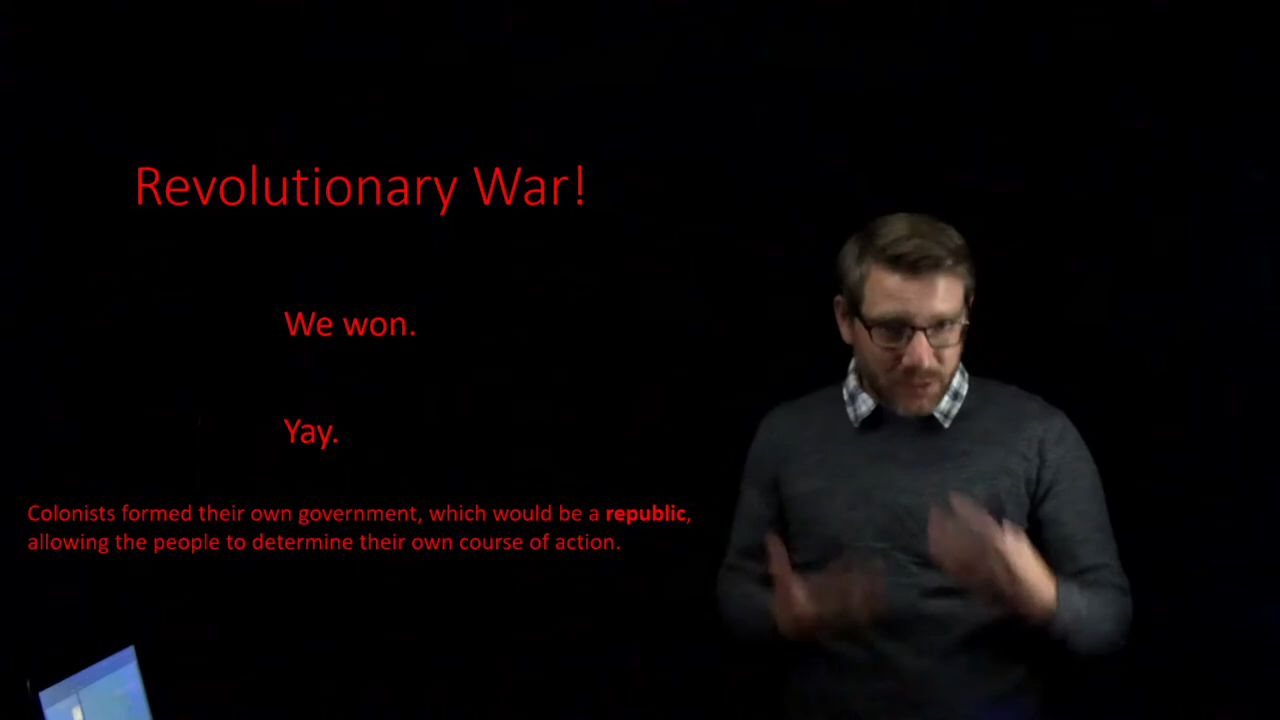 Revolutionary War!
We won.
Yay.
Colonists formed their own government, which would be a republic,
allowing the people to determine their own course of action.